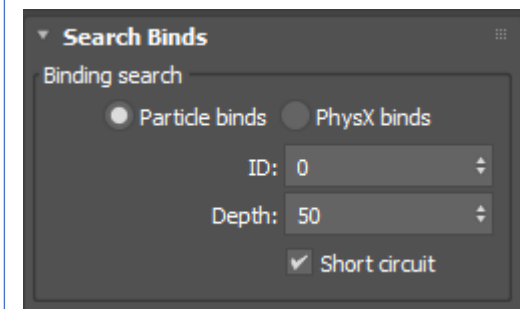 Search Binds
Binding search
Particle binds PhysX binds
ID: 0
Depth: 50
Short circuit